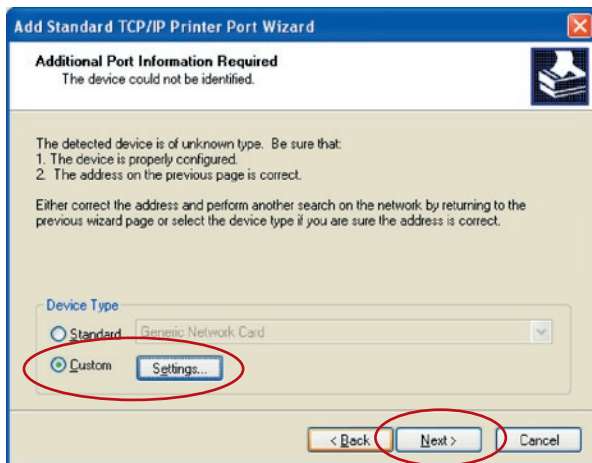 Add Standard TCP/IP Printer Port Wizard
Additional Port Information Required
The device could not be identified.
The detected device is of unknown type. Be sure that:
1. The device is properly configured.
2. The address on the previous page is correct.
Either correct the address and perform another search on the network by returning to the
previous wizard page or select the device type if you are sure the address is correct.
Device Type
Standard Generic Network Card
Custom Settings...
< Back Next > Cancel